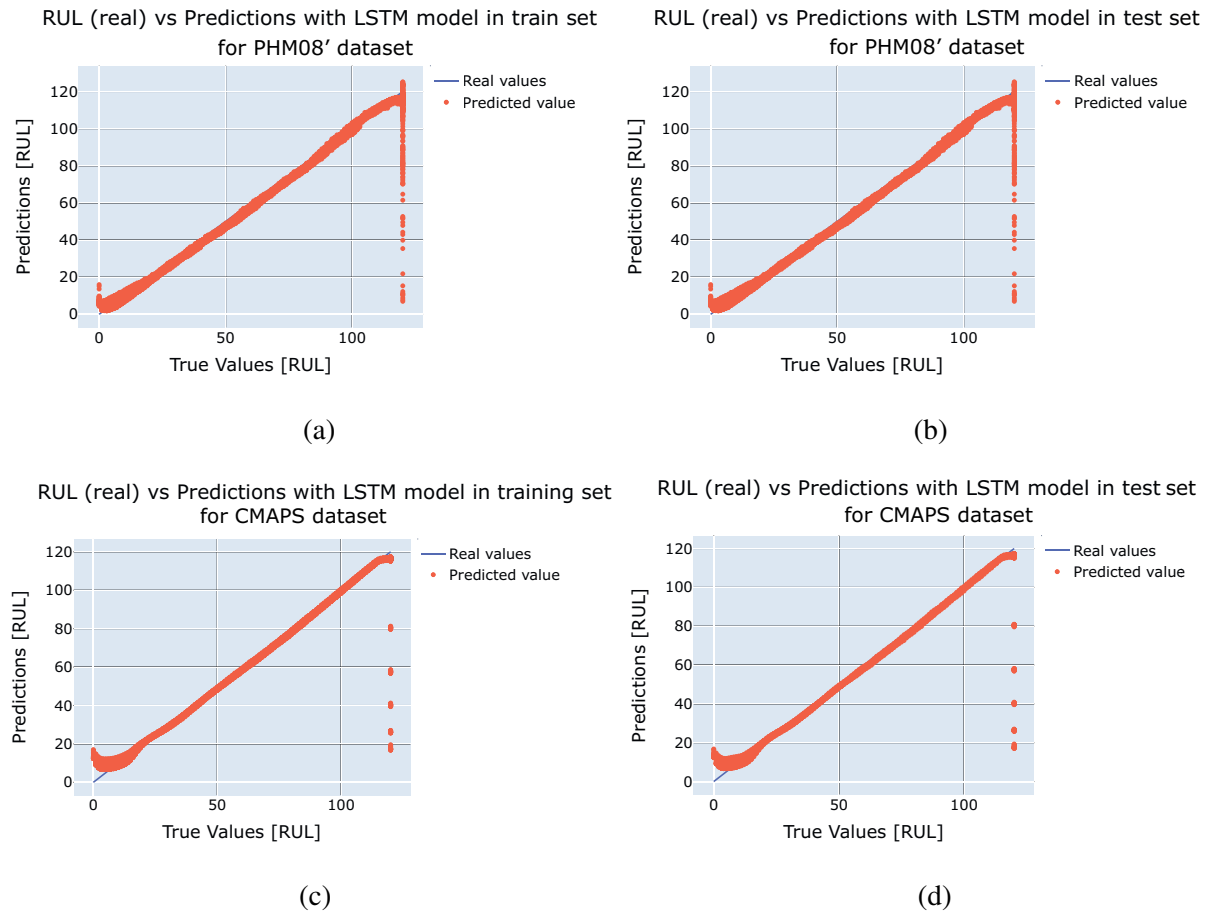 RUL (real) vs Predictions with LSTM model in train set
for PHM08' dataset
120
100
80
60
40
20
0
0
50
100
Predictions [RUL]
True Values [RUL]
Real values
Predicted value
(a)
RUL (real) vs Predictions with LSTM model in test set
for PHM08' dataset
120
100
80
60
40
20
0
0
50
100
Predictions [RUL]
True Values [RUL]
Real values
Predicted value
(b)
RUL (real) vs Predictions with LSTM model in training set
for CMAPS dataset
120
100
80
60
40
20
0
0
50
100
Predictions [RUL]
True Values [RUL]
Real values
Predicted value
(c)
RUL (real) vs Predictions with LSTM model in test set
for CMAPS dataset
120
100
80
60
40
20
0
0
50
100
Predictions [RUL]
True Values [RUL]
Real values
Predicted value
(d)